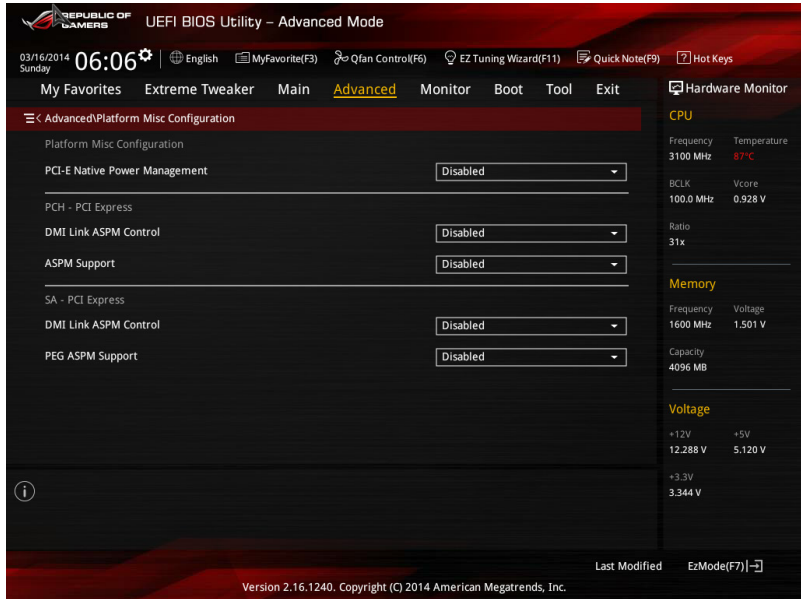 REPUBLIC OF
GAMERS
UEFI BIOS Utility – Advanced Mode
03/16/2014
Sunday
06:06
English
MyFavorite(F3)
Qfan Control(F6)
EZ Tuning Wizard(F11)
Quick Note(F9)
? Hot Keys
My Favorites Extreme Tweaker Main Advanced Monitor Boot Tool Exit
Advanced\Platform Misc Configuration
Platform Misc Configuration
PCI-E Native Power Management Disabled
PCH - PCI Express
DMI Link ASPM Control Disabled
ASPM Support Disabled
SA - PCI Express
DMI Link ASPM Control Disabled
PEG ASPM Support Disabled
Hardware Monitor
CPU
Frequency Temperature
3100 MHz 87°C
BCLK Vcore
100.0 MHz 0.928 V
Ratio
31x
Memory
Frequency Voltage
1600 MHz 1.501 V
Capacity
4096 MB
Voltage
+12V +5V
12.288 V 5.120 V
+3.3V
3.344 V
Last Modified
EzMode(F7)
Version 2.16.1240. Copyright (C) 2014 American Megatrends, Inc.